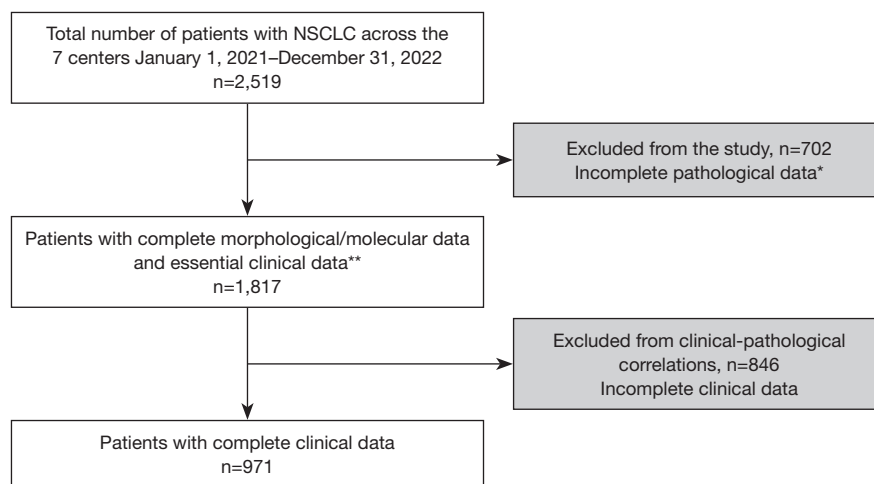 Total number of patients with NSCLC across the
7 centers January 1, 2021–December 31, 2022
n=2,519
Excluded from the study, n=702
Incomplete pathological data*
Patients with complete morphological/molecular data
and essential clinical data**
n=1,817
Excluded from clinical-pathological
correlations, n=846
Incomplete clinical data
Patients with complete clinical data
n=971